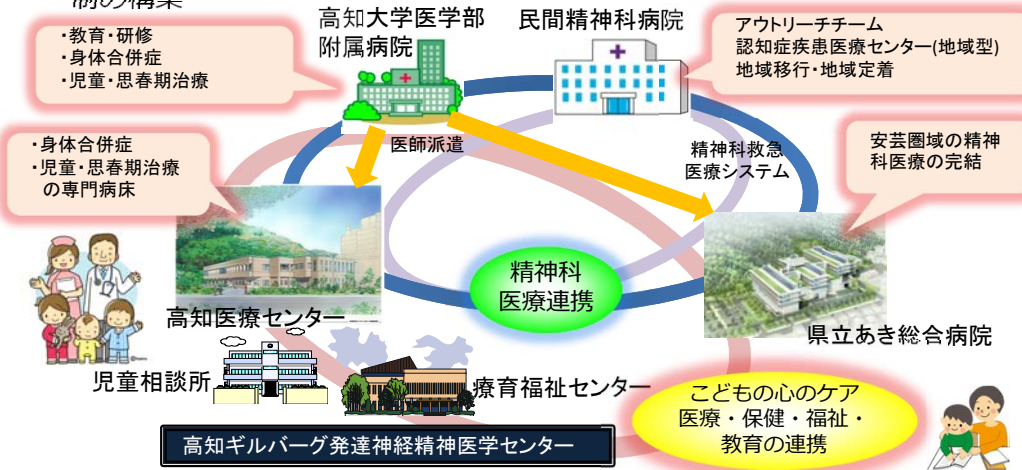 制の構築
・教育・研修
・身体合併症
・児童・思春期治療
高知大学医学部
附属病院
民間精神科病院
アウトリーチチーム
認知症疾患医療センター(地域型)
地域移行・地域定着
・身体合併症
・児童・思春期治療
の専門病床
医師派遣
精神科救急
医療システム
安芸圏域の精神
科医療の完結
精神科
医療連携
高知医療センター
県立あき総合病院
児童相談所
療育福祉センター
こどもの心のケア
医療・保健・福祉・
教育の連携
高知ギルバーグ発達神経精神医学センター